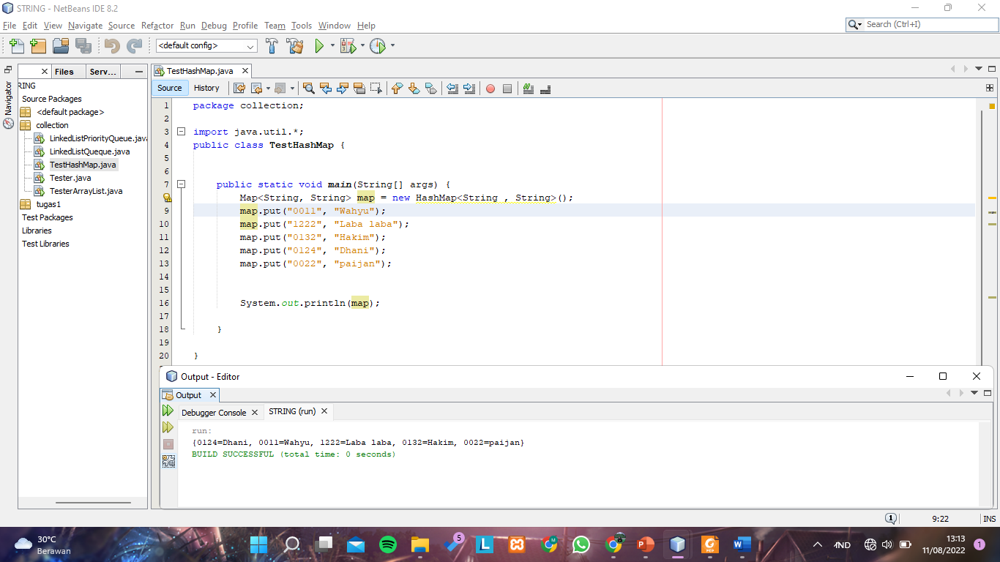 STRING - NetBeans IDE 8.2
File Edit View Navigate Source Refactor Run Debug Profile Team Tools Window Help
Search (Ctrl+I)
<default config>
Files
Serv...
TestHashMap.java
Navigator
RING
Source Packages
<default package>
collection
LinkedListPriorityQueue.java
LinkedListQueque.java
TestHashMap.java
Tester.java
TesterArrayList.java
tugas1
Test Packages
Libraries
Test Libraries
Source History
1 package collection;
2
3 import java.util.*;
4 public class TestHashMap {
5
6
7 public static void main(String[] args) {
Map<String, String> map = new HashMap<String , String>();
9 map.put("0011", "Wahyu");
10 map.put("1222", "Laba laba");
11 map.put("0132", "Hakim");
12 map.put("0124", "Dhani");
13 map.put("0022", "paijan");
14
15
16 System.out.println(map);
17
18 }
19
20 }
Output - Editor
Output
Debugger Console
STRING (run)
run:
{0124=Dhani, 0011=Wahyu, 1222=Laba laba, 0132=Hakim, 0022=paijan}
BUILD SUCCESSFUL (total time: 0 seconds)
1
9:22
INS
30°C
Berawan
5
L
P
PDF
W
IND
13:13
11/08/2022
1